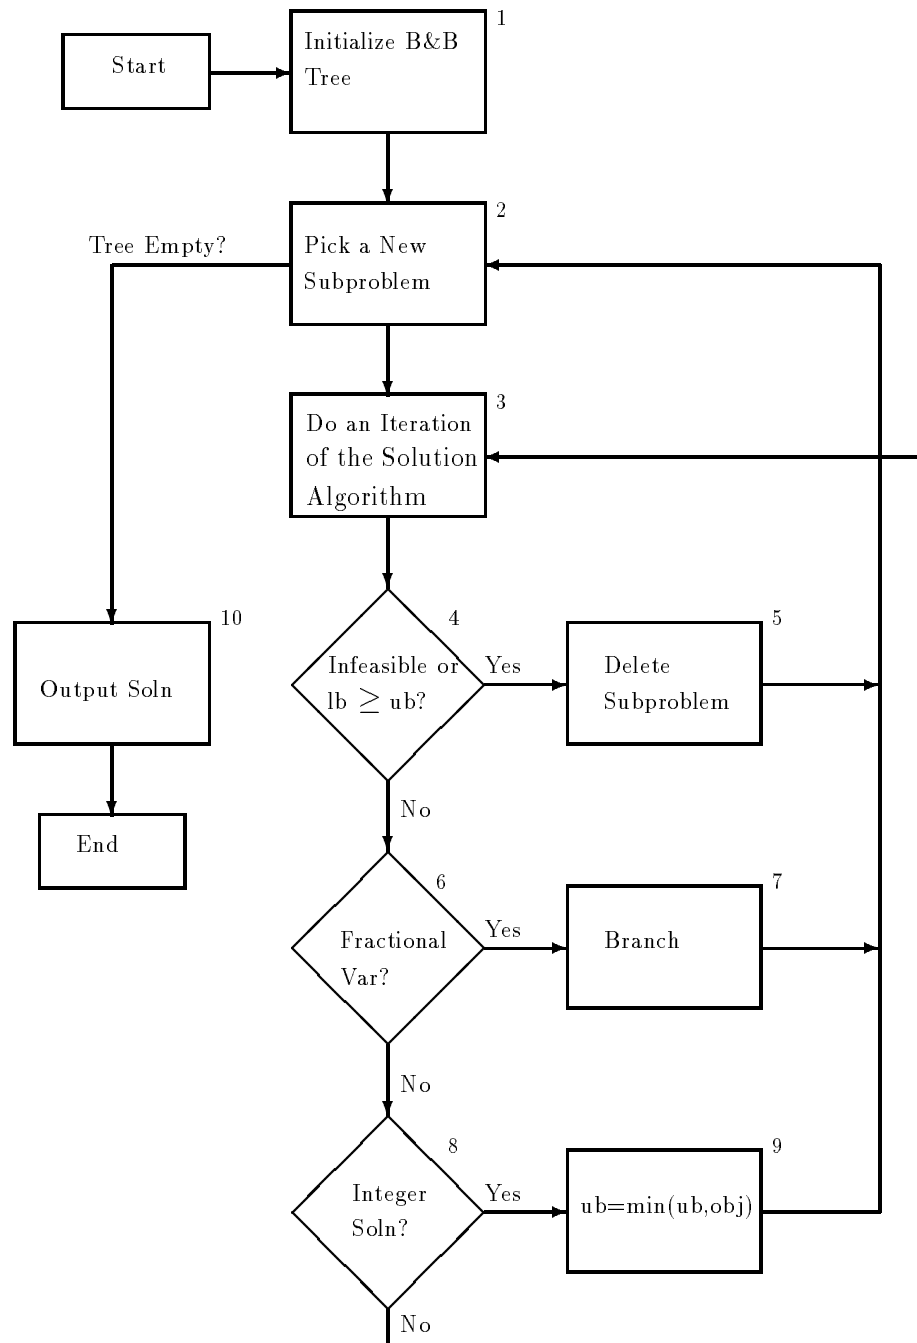 Start
1
Initialize B&B
Tree
2
Tree Empty?
Pick a New
Subproblem
3
Do an Iteration
of the Solution
Algorithm
10
Output Soln
End
4
Infeasible or
lb ≥ ub?
Yes
5
Delete
Subproblem
No
6
Fractional
Var?
Yes
7
Branch
No
8
Integer
Soln?
Yes
9
ub=min(ub,obj)
No